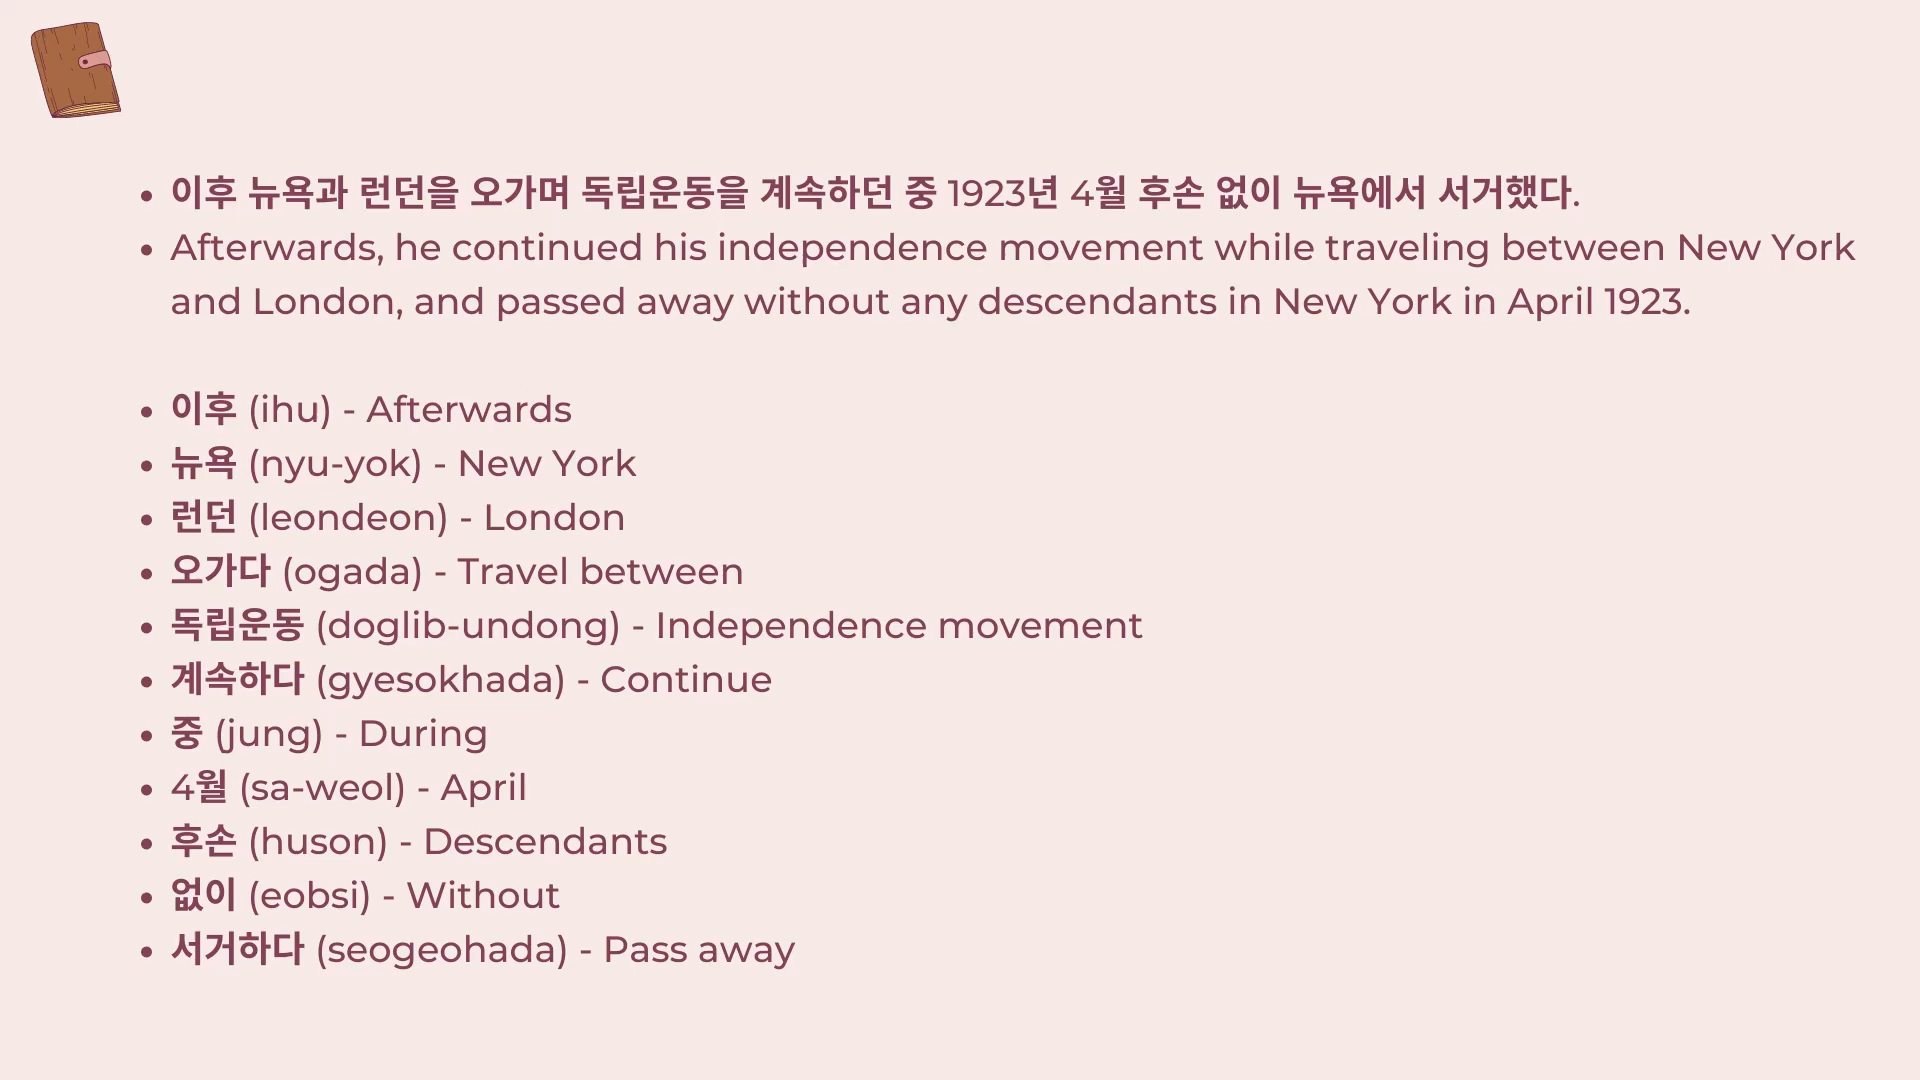 • 이후 뉴욕과 런던을 오가며 독립운동을 계속하던 중 1923년 4월 후손 없이 뉴욕에서 서거했다.
• Afterwards, he continued his independence movement while traveling between New York
and London, and passed away without any descendants in New York in April 1923.
• 이후 (ihu) - Afterwards
• 뉴욕 (nyu-yok) - New York
• 런던 (leondeon) - London
• 오가다 (ogada) - Travel between
• 독립운동 (doglib-undong) - Independence movement
• 계속하다 (gyesokhada) - Continue
• 중 (jung) - During
• 4월 (sa-weol) - April
• 후손 (huson) - Descendants
• 없이 (eobsi) - Without
• 서거하다 (seogeohada) - Pass away